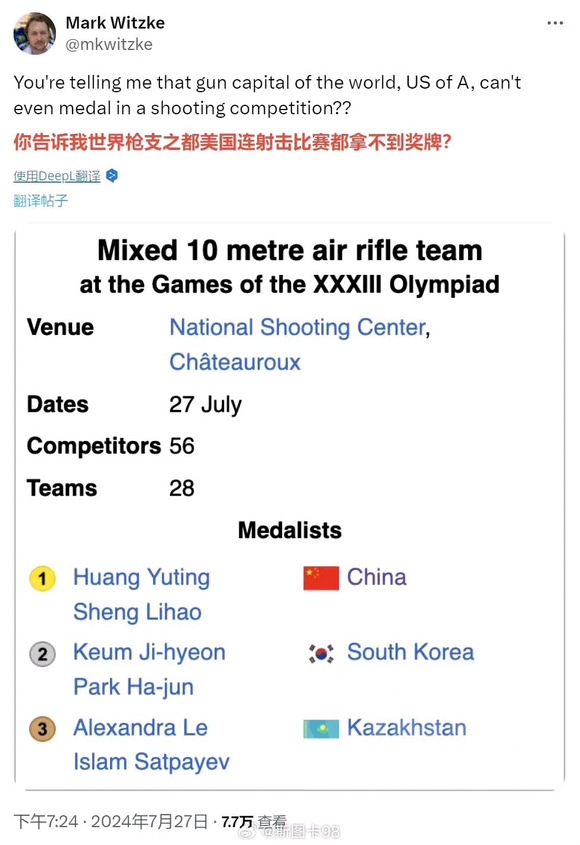 Mark Witzke
@mkwitzke
You're telling me that gun capital of the world, US of A, can't
even medal in a shooting competition??
你告诉我世界枪支之都美国连射击比赛都拿不到奖牌？
使用DeepL翻译
翻译帖子
Mixed 10 metre air rifle team
at the Games of the XXXIII Olympiad
Venue National Shooting Center,
Châteauroux
Dates 27 July
Competitors 56
Teams 28
Medalists
1 Huang Yuting China
Sheng Lihao
2 Keum Ji-hyeon South Korea
Park Ha-jun
3 Alexandra Le Kazakhstan
Islam Satpayev
下午7:24 · 2024年7月27日 · 7.7万 查看
@新图卡98